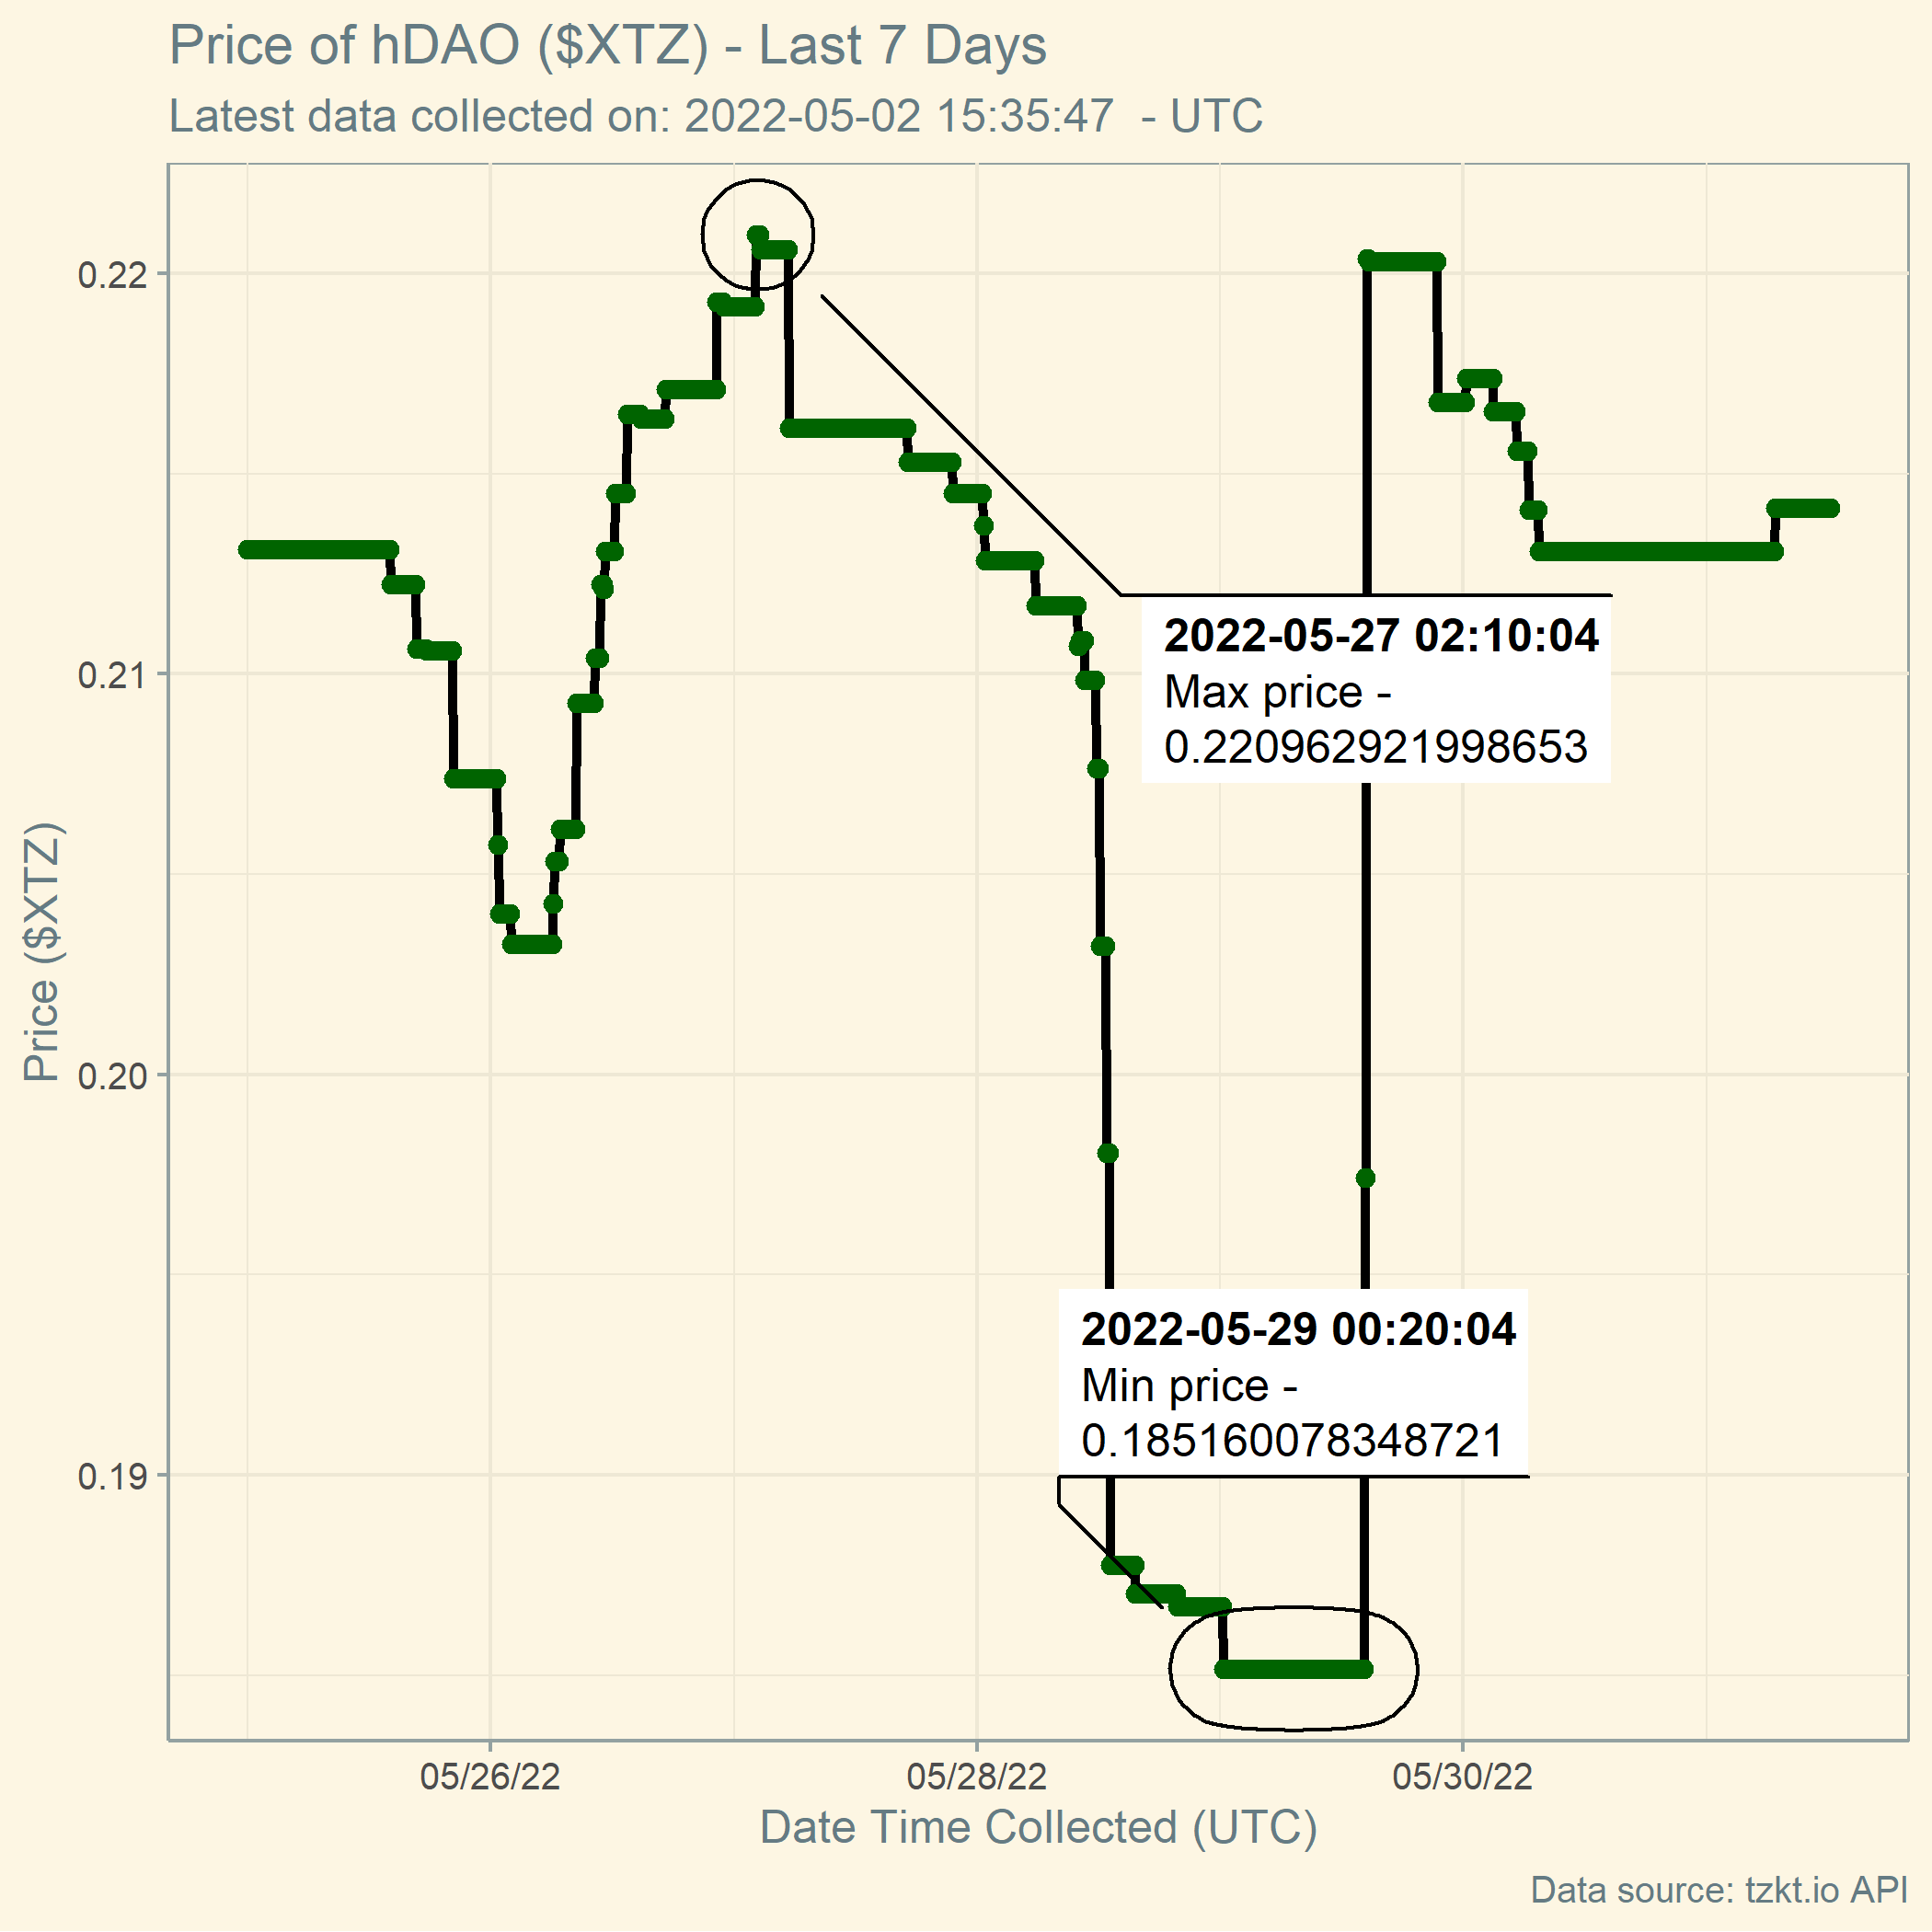 Price of hDAO ($XTZ) - Last 7 Days
Latest data collected on: 2022-05-02 15:35:47  - UTC
0.22
0.21
0.20
0.19
Price ($XTZ)
2022-05-27 02:10:04
Max price -
0.220962921998653
2022-05-29 00:20:04
Min price -
0.185160078348721
05/26/22
05/28/22
05/30/22
Date Time Collected (UTC)
Data source: tzkt.io API